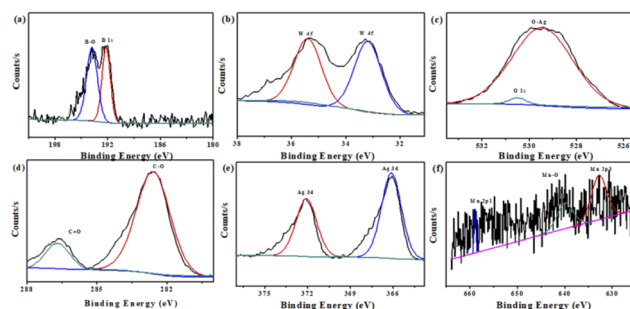 (a)
B-O
B 1s
Counts/s
198
192
186
180
Binding Energy (eV)
(b)
W 4f
W 4f
Counts/s
38
35
33
31
Binding Energy (eV)
(c)
O-Ag
O 1s
Counts/s
532
530
528
526
Binding Energy (eV)
(d)
C-O
C=O
Counts/s
288
285
282
Binding Energy (eV)
(e)
Ag 3d
Ag 3d
Counts/s
375
372
369
366
Binding Energy (eV)
(f)
Mn 2p1
Mn-O
Mn 2p3
Counts/s
660
650
640
630
Binding Energy (eV)